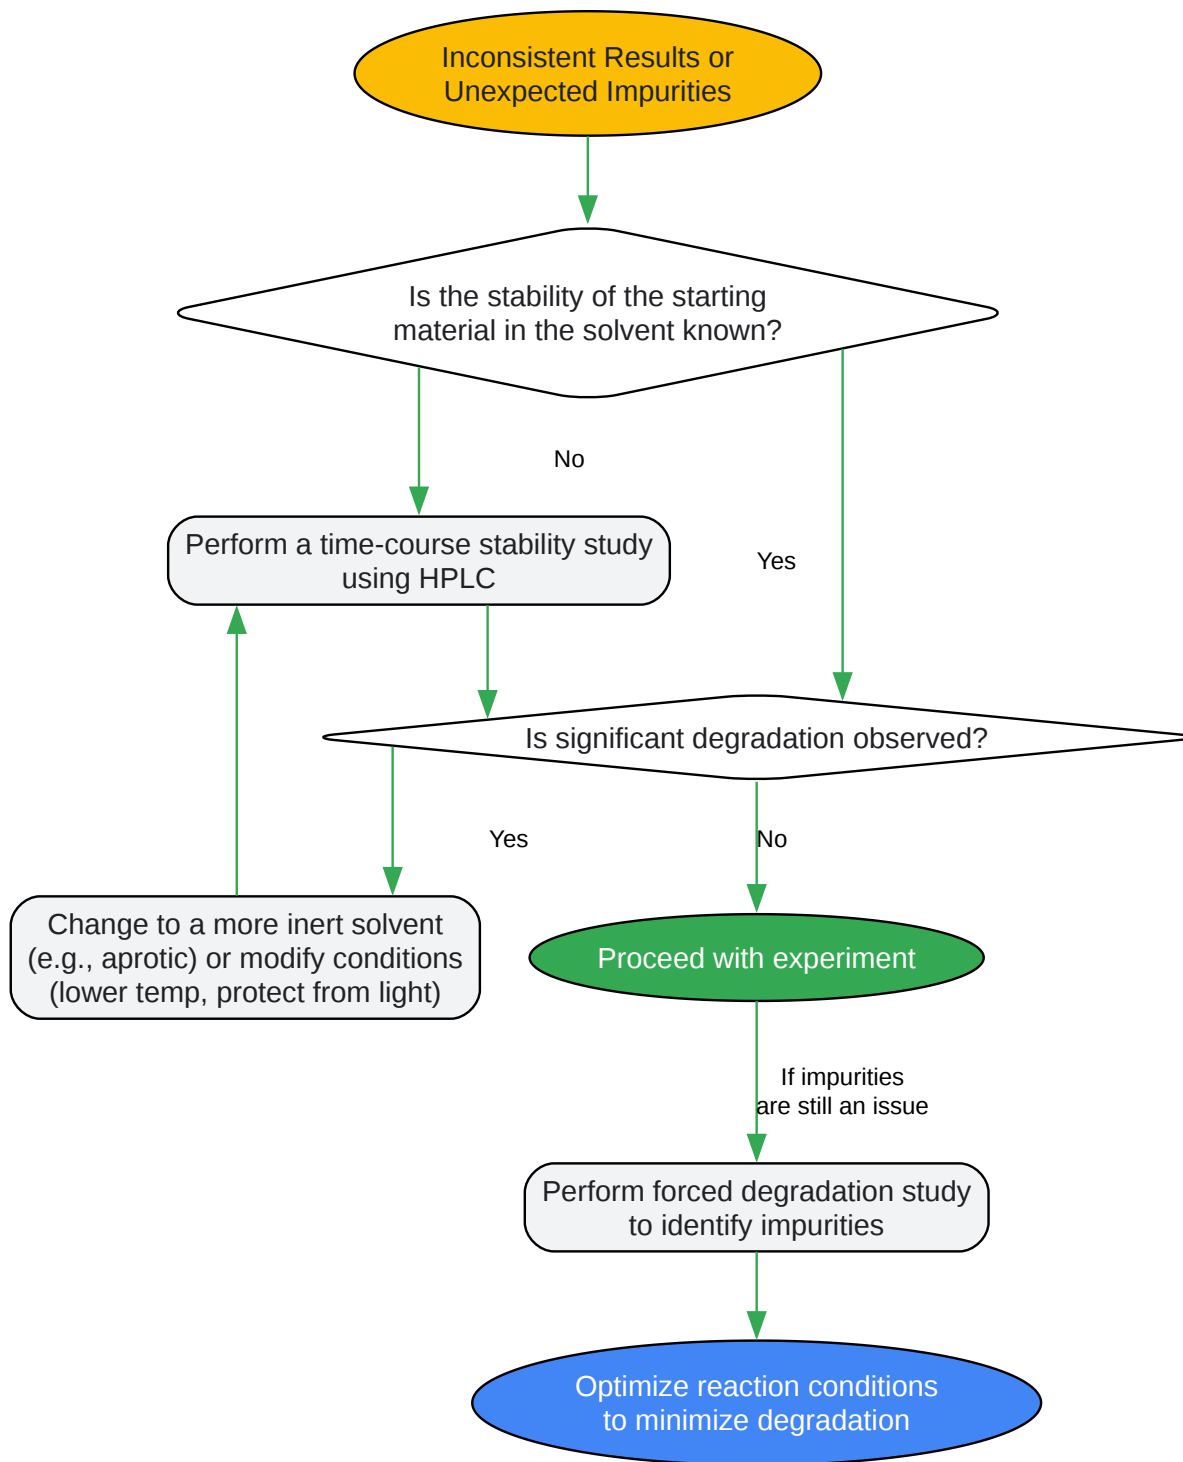 Inconsistent Results or
Unexpected Impurities
Is the stability of the starting
material in the solvent known?
No
Perform a time-course stability study
using HPLC
Yes
Is significant degradation observed?
Yes
No
Change to a more inert solvent
(e.g., aprotic) or modify conditions
(lower temp, protect from light)
Proceed with experiment
If impurities
are still an issue
Perform forced degradation study
to identify impurities
Optimize reaction conditions
to minimize degradation